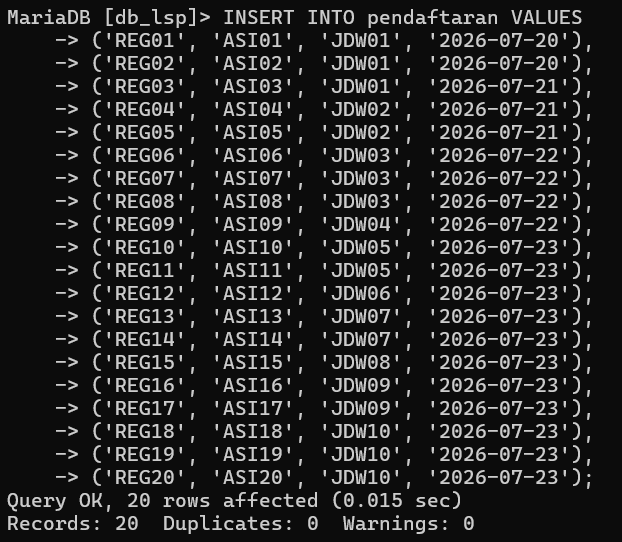 MariaDB [db_lsp]> INSERT INTO pendaftaran VALUES
    -> ('REG01', 'ASI01', 'JDW01', '2026-07-20'),
    -> ('REG02', 'ASI02', 'JDW01', '2026-07-20'),
    -> ('REG03', 'ASI03', 'JDW01', '2026-07-21'),
    -> ('REG04', 'ASI04', 'JDW02', '2026-07-21'),
    -> ('REG05', 'ASI05', 'JDW02', '2026-07-21'),
    -> ('REG06', 'ASI06', 'JDW03', '2026-07-22'),
    -> ('REG07', 'ASI07', 'JDW03', '2026-07-22'),
    -> ('REG08', 'ASI08', 'JDW03', '2026-07-22'),
    -> ('REG09', 'ASI09', 'JDW04', '2026-07-22'),
    -> ('REG10', 'ASI10', 'JDW05', '2026-07-23'),
    -> ('REG11', 'ASI11', 'JDW05', '2026-07-23'),
    -> ('REG12', 'ASI12', 'JDW06', '2026-07-23'),
    -> ('REG13', 'ASI13', 'JDW07', '2026-07-23'),
    -> ('REG14', 'ASI14', 'JDW07', '2026-07-23'),
    -> ('REG15', 'ASI15', 'JDW08', '2026-07-23'),
    -> ('REG16', 'ASI16', 'JDW09', '2026-07-23'),
    -> ('REG17', 'ASI17', 'JDW09', '2026-07-23'),
    -> ('REG18', 'ASI18', 'JDW10', '2026-07-23'),
    -> ('REG19', 'ASI19', 'JDW10', '2026-07-23'),
    -> ('REG20', 'ASI20', 'JDW10', '2026-07-23');
Query OK, 20 rows affected (0.015 sec)
Records: 20  Duplicates: 0  Warnings: 0